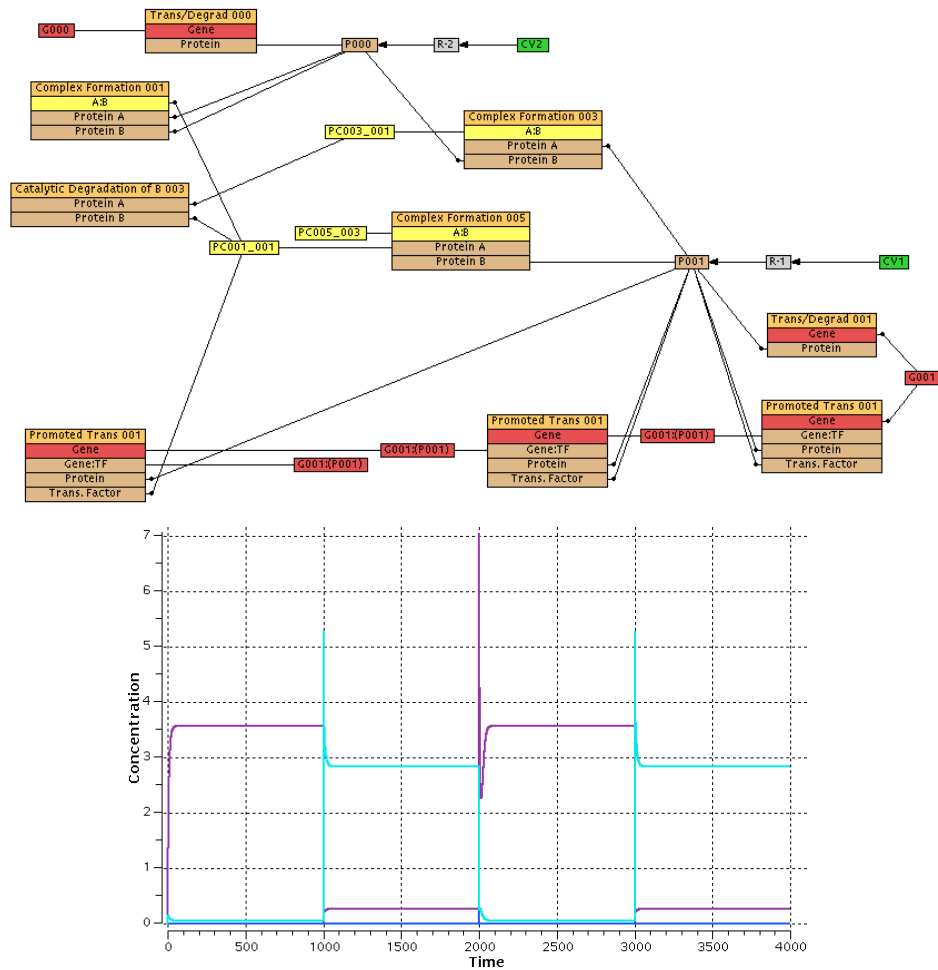 Trans/Degrad 000
G000
Gene
Protein
P000
R-2
CV2
Complex Formation 001
A:B
Protein A
Protein B
Complex Formation 003
PC003_001
A:B
Protein A
Protein B
Catalytic Degradation of B 003
Protein A
Protein B
Complex Formation 005
PC005_003
A:B
PC001_001
Protein A
Protein B
P001
R-1
CV1
Trans/Degrad 001
Gene
Protein
G001
Promoted Trans 001
Gene
Gene:TF
Protein
Trans. Factor
G001:(P001)
G001:(P001)
Promoted Trans 001
Gene
Gene:TF
Protein
Trans. Factor
G001:(P001)
Promoted Trans 001
Gene
Gene:TF
Protein
Trans. Factor
7
6
5
4
3
2
1
0
Concentration
0 500 1000 1500 2000 2500 3000 3500 4000
Time